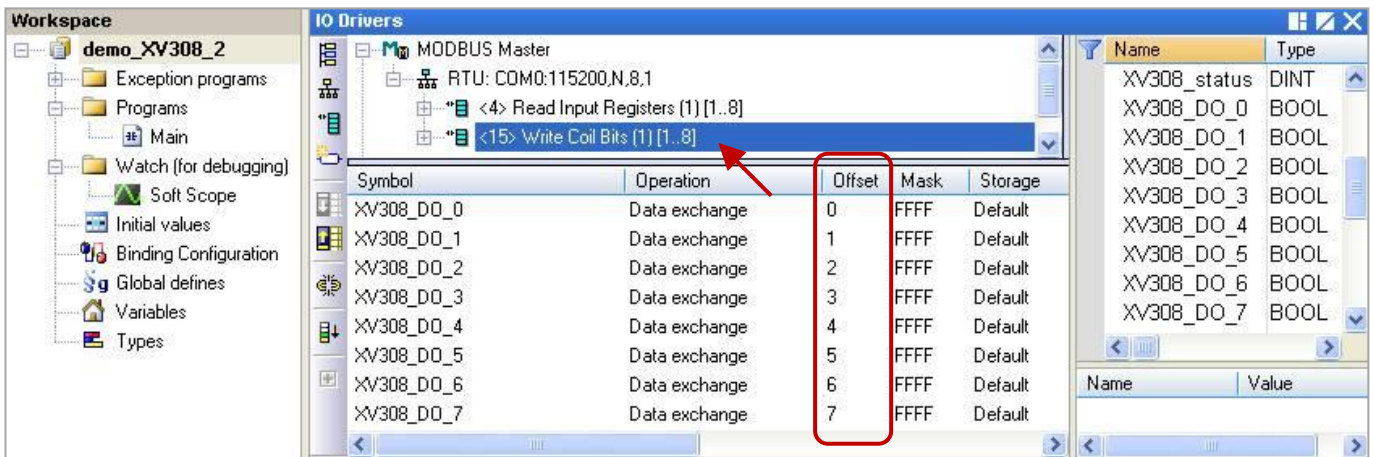 Workspace
demo_XV308_2
Exception programs
Programs
Main
Watch (for debugging)
Soft Scope
Initial values
Binding Configuration
Global defines
Variables
Types
IO Drivers
MODBUS Master
RTU: COM0:115200,N,8,1
<4> Read Input Registers (1) [1..8]
<15> Write Coil Bits (1) [1..8]
Symbol Operation Offset Mask Storage
XV308_DO_0 Data exchange 0 FFFF Default
XV308_DO_1 Data exchange 1 FFFF Default
XV308_DO_2 Data exchange 2 FFFF Default
XV308_DO_3 Data exchange 3 FFFF Default
XV308_DO_4 Data exchange 4 FFFF Default
XV308_DO_5 Data exchange 5 FFFF Default
XV308_DO_6 Data exchange 6 FFFF Default
XV308_DO_7 Data exchange 7 FFFF Default
Name Type
XV308_status DINT
XV308_DO_0 BOOL
XV308_DO_1 BOOL
XV308_DO_2 BOOL
XV308_DO_3 BOOL
XV308_DO_4 BOOL
XV308_DO_5 BOOL
XV308_DO_6 BOOL
XV308_DO_7 BOOL
Name Value